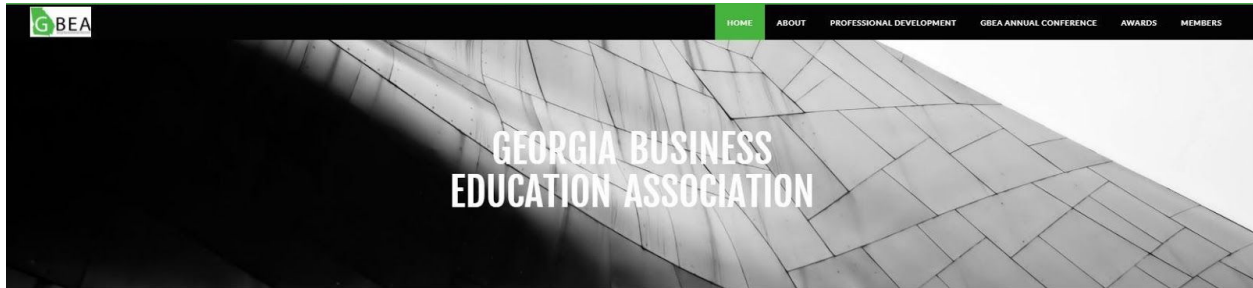 GBEA
HOME ABOUT PROFESSIONAL DEVELOPMENT GBEA ANNUAL CONFERENCE AWARDS MEMBERS
GEORGIA BUSINESS
EDUCATION ASSOCIATION